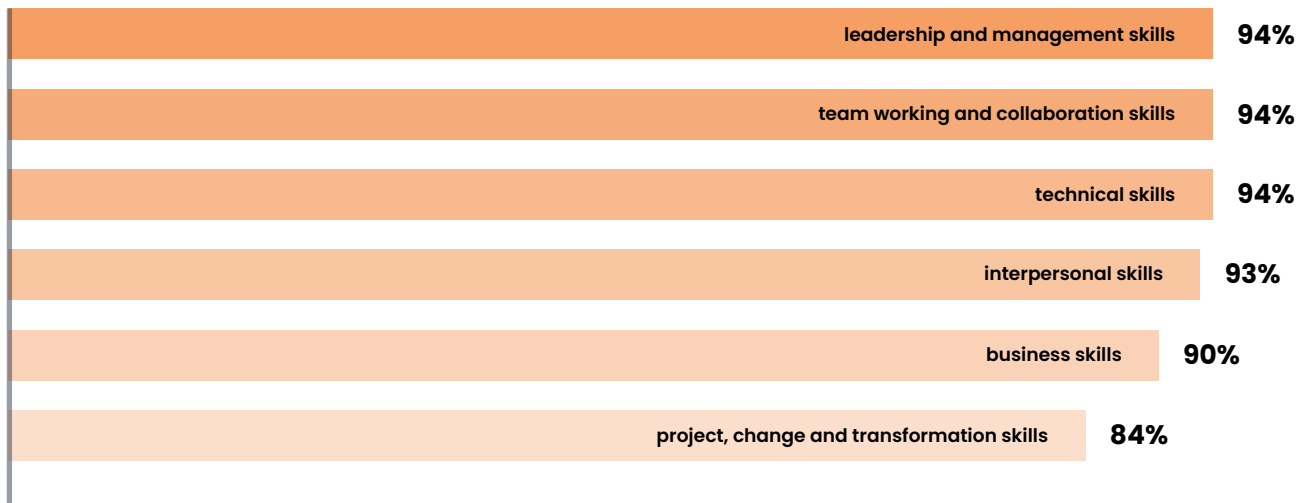 leadership and management skills 94%
team working and collaboration skills 94%
technical skills 94%
interpersonal skills 93%
business skills 90%
project, change and transformation skills 84%